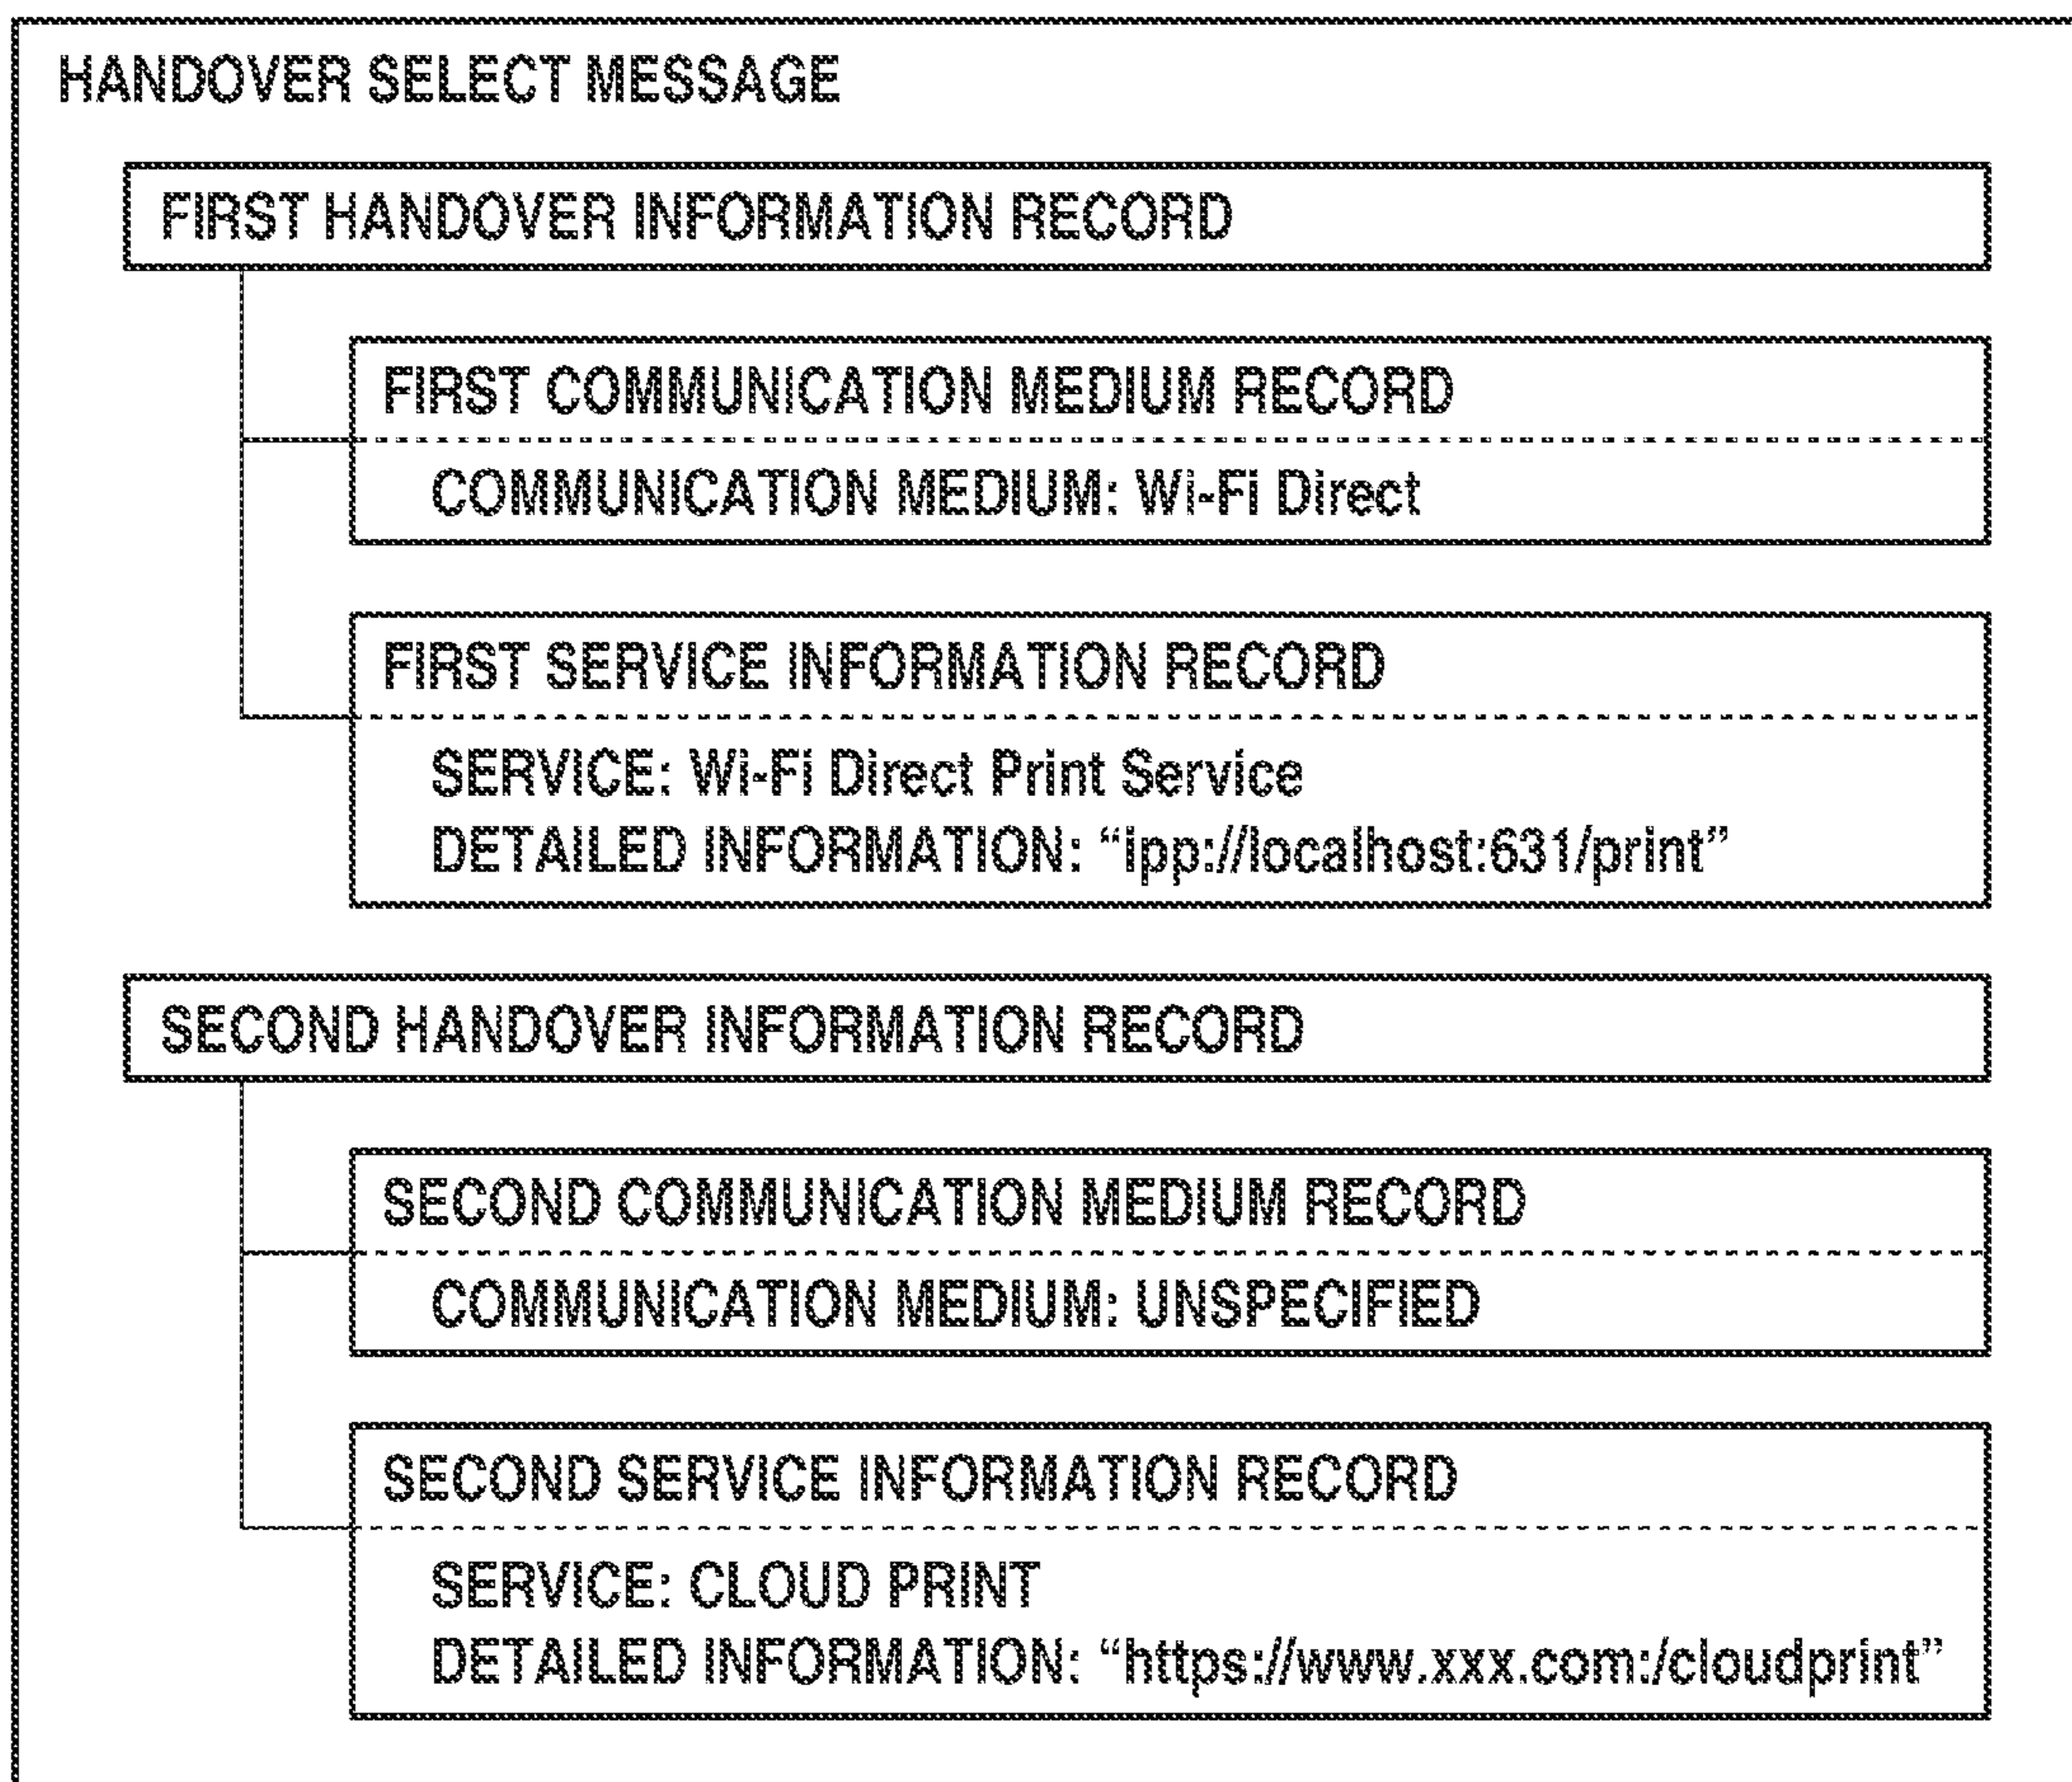 HANDOVER SELECT MESSAGE
FIRST HANDOVER INFORMATION RECORD
FIRST COMMUNICATION MEDIUM RECORD
COMMUNICATION MEDIUM: Wi-Fi Direct
FIRST SERVICE INFORMATION RECORD
SERVICE: Wi-Fi Direct Print Service
DETAILED INFORMATION: “ipp://localhost:631/print”
SECOND HANDOVER INFORMATION RECORD
SECOND COMMUNICATION MEDIUM RECORD
COMMUNICATION MEDIUM: UNSPECIFIED
SECOND SERVICE INFORMATION RECORD
SERVICE: CLOUD PRINT
DETAILED INFORMATION: “https://www.xxx.com:/cloudprint”